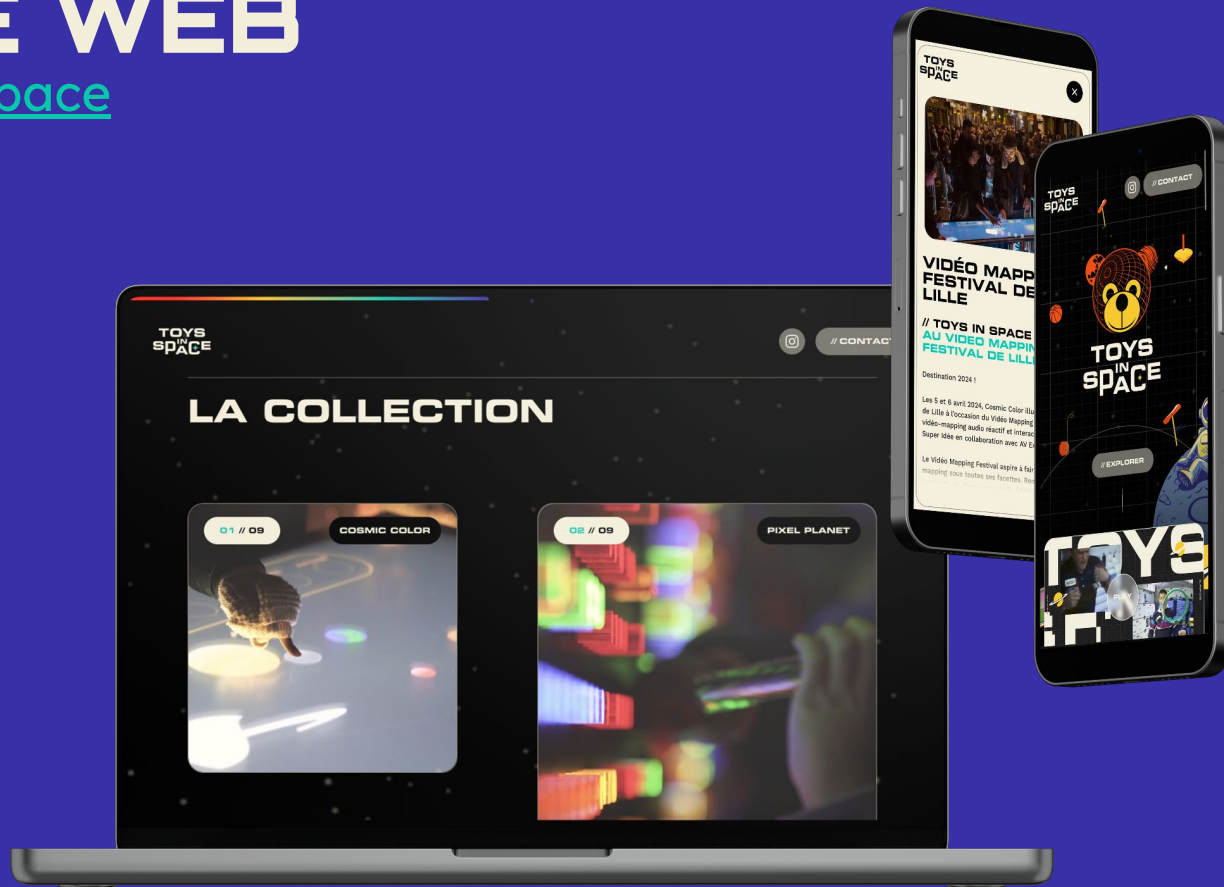 E WEB
pace
TOYS
IN
SPACE
// CONTAC
LA COLLECTION
01 // 09
COSMIC COLOR
02 // 09
PIXEL PLANET
TOYS
IN
SPACE
X
VIDÉO MAPP
FESTIVAL DE
LILLE
// TOYS IN SPACE
AU VIDEO MAPPIN
FESTIVAL DE LILL
Destination 2024 !
Les 5 et 6 avril 2024, Cosmic Color illu
de Lille à l'occasion du Vidéo Mapping
vidéo-mapping audio réactif et interac
Super Idée en collaboration avec AV Ex
Le Vidéo Mapping Festival aspire à fair
mapping sous toutes ses facettes. Ren
TOYS
IN
SPACE
// CONTACT
TOYS
IN
SPACE
// EXPLORER
TOYS
PLAY